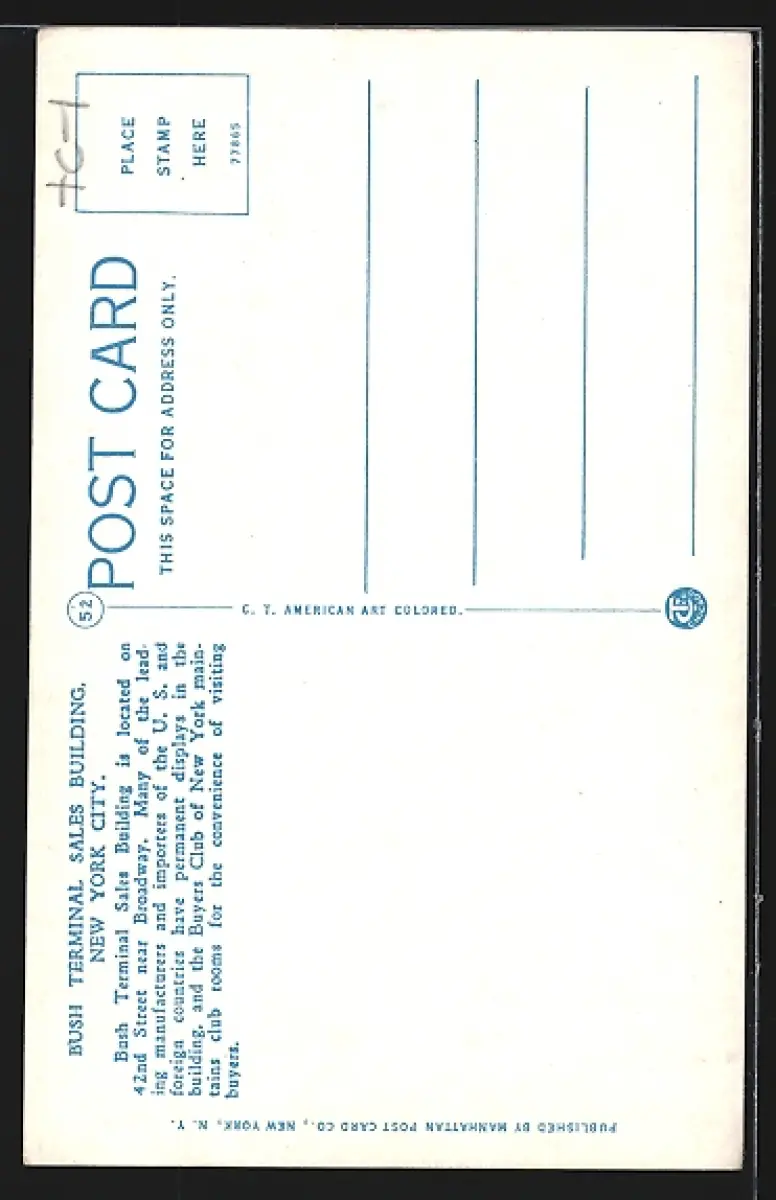 BUSH TERMINAL SALES BUILDING,
NEW YORK CITY.
Bush Terminal Sales Building is located on
42nd Street near Broadway. Many of the lead-
ing manufacturers and importers of the U. S. and
foreign countries have permanent displays in the
building, and the Buyers Club of New York main-
tains club rooms for the convenience of visiting
buyers.
PUBLISHED BY MANHATTAN POST CARD CO., NEW YORK, N. Y.
52
C. T. AMERICAN ART COLORED.
POST CARD
THIS SPACE FOR ADDRESS ONLY.
PLACE
STAMP
HERE
77865